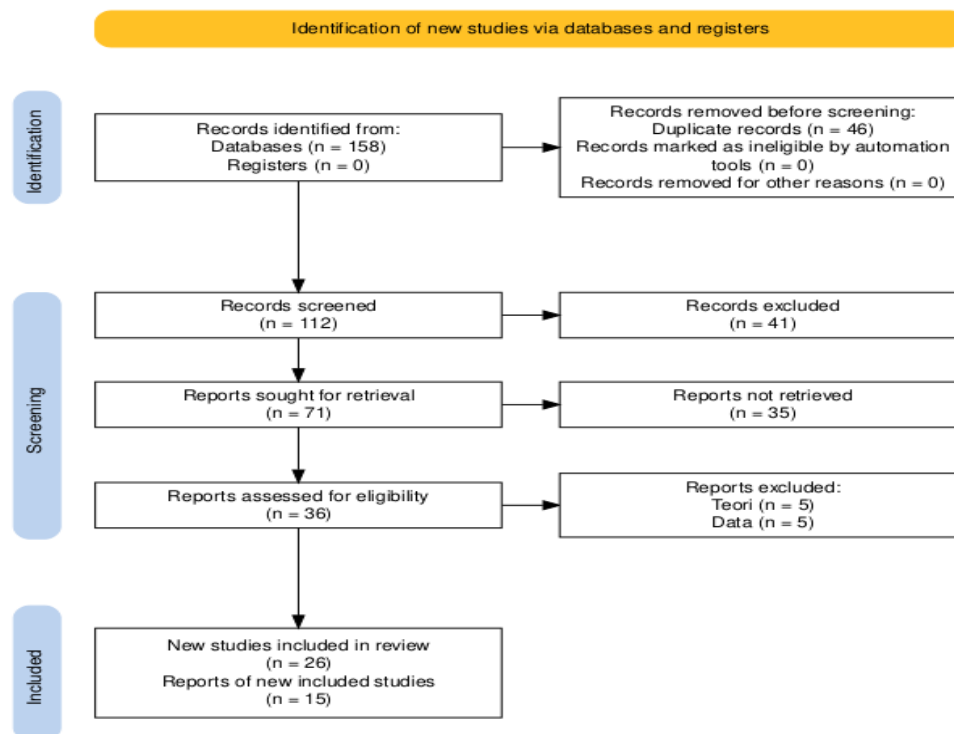 Identification of new studies via databases and registers
Identification
Records identified from:
Databases (n = 158)
Registers (n = 0)
Records removed before screening:
Duplicate records (n = 46)
Records marked as ineligible by automation
tools (n = 0)
Records removed for other reasons (n = 0)
Screening
Records screened
(n = 112)
Records excluded
(n = 41)
Reports sought for retrieval
(n = 71)
Reports not retrieved
(n = 35)
Reports assessed for eligibility
(n = 36)
Reports excluded:
Teori (n = 5)
Data (n = 5)
Included
New studies included in review
(n = 26)
Reports of new included studies
(n = 15)